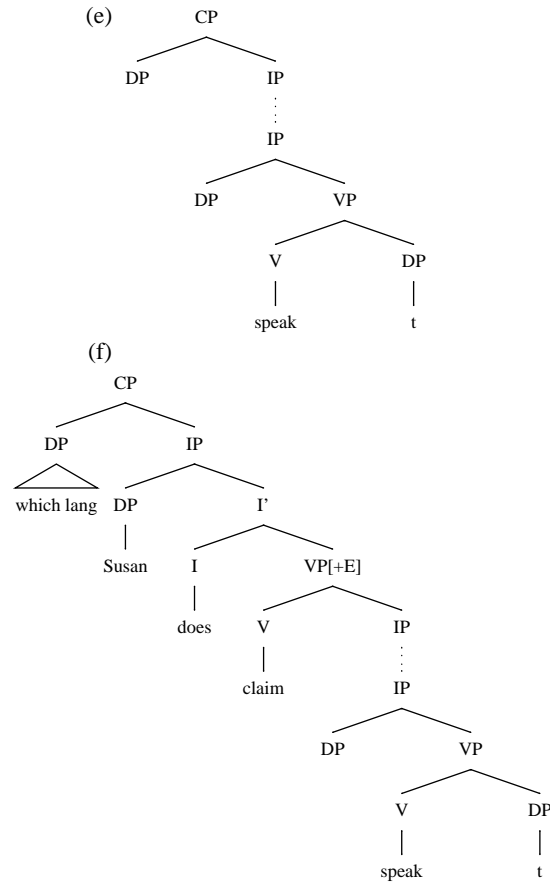 (e)
CP
DP IP
IP
DP VP
V DP
speak t
(f)
CP
DP IP
which lang DP I'
Susan I VP[+E]
does V IP
claim IP
DP VP
V DP
speak t